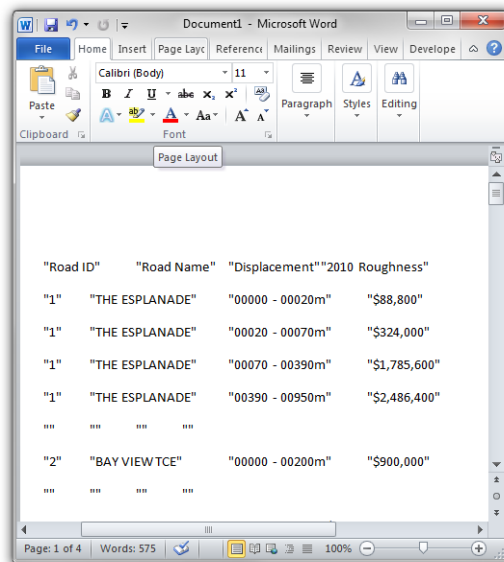 Document1 - Microsoft Word
File Home Insert Page Layc Reference Mailings Review View Develope
Calibri (Body) 11
B I U abc x₂ x²
A ab A Aa A A
Paste Paragraph Styles Editing
Clipboard Font
Page Layout
"Road ID" "Road Name" "Displacement""2010 Roughness"
"1" "THE ESPLANADE" "00000 - 00020m" "$88,800"
"1" "THE ESPLANADE" "00020 - 00070m" "$324,000"
"1" "THE ESPLANADE" "00070 - 00390m" "$1,785,600"
"1" "THE ESPLANADE" "00390 - 00950m" "$2,486,400"
"" "" "" ""
"2" "BAY VIEW TCE" "00000 - 00200m" "$900,000"
"" "" "" ""
Page: 1 of 4 Words: 575 100%